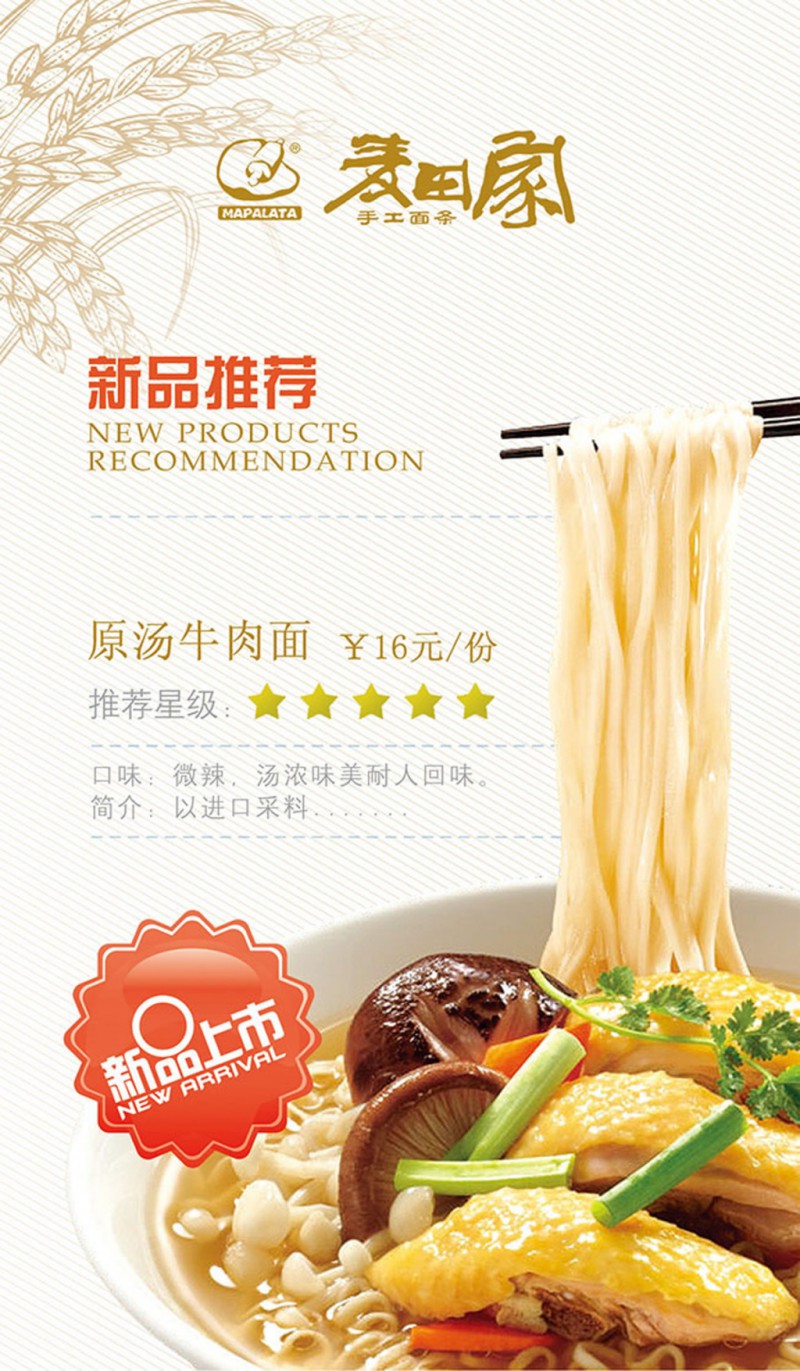 麦田家
手工面条
MAPALATA
新品推荐
NEW PRODUCTS
RECOMMENDATION
原汤牛肉面 ￥16元/份
推荐星级：
口味：微辣，汤浓味美耐人回味。
简介：以进口采料.......
新品上市
NEW ARRIVAL